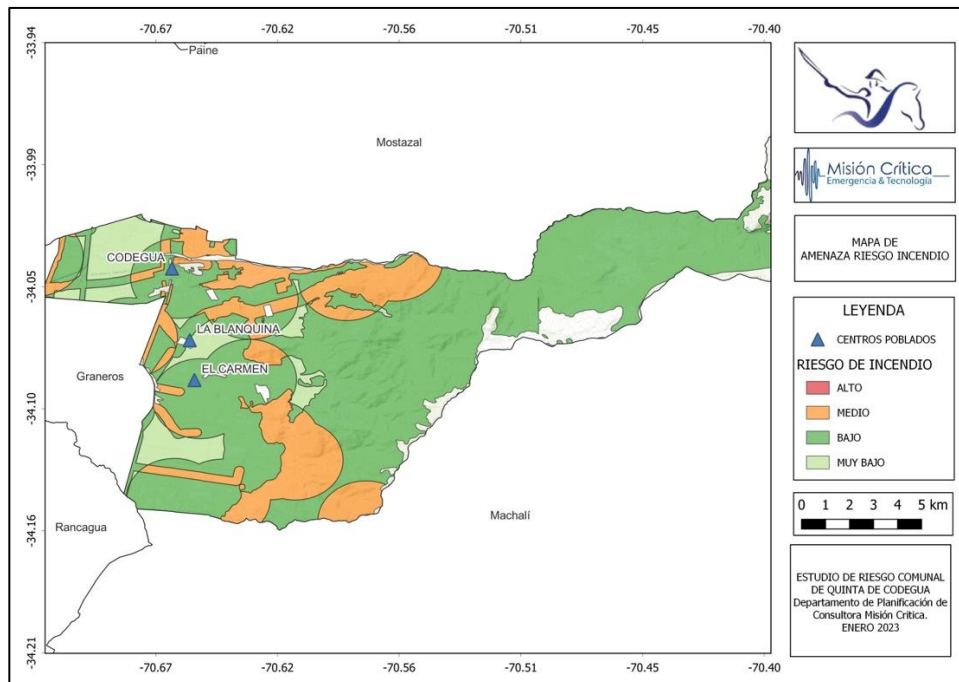 -70.67 -70.62 -70.56 -70.51 -70.45 -70.40
-33.94
-33.99
-34.05
-34.10
-34.16
-34.21
Paine
Mostazal
CODEGUA
LA BLANQUINA
EL CARMEN
Graneros
Rancagua
Machalí
-70.67 -70.62 -70.56 -70.51 -70.45 -70.40
Misión Crítica
Emergencia & Tecnología
MAPA DE
AMENAZA RIESGO INCENDIO
LEYENDA
CENTROS POBLADOS
RIESGO DE INCENDIO
ALTO
MEDIO
BAJO
MUY BAJO
0 1 2 3 4 5 km
ESTUDIO DE RIESGO COMUNAL
DE QUINTA DE CODEGUA
Departamento de Planificación de
Consultora Misión Critica.
ENERO 2023